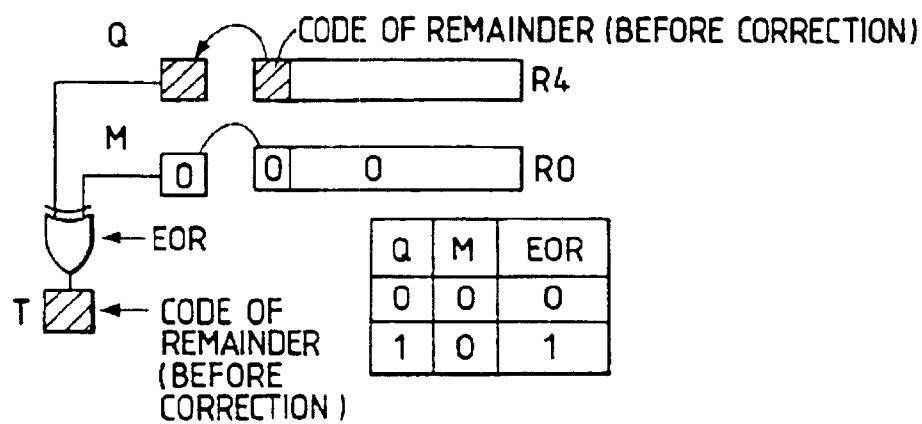 Q
CODE OF REMAINDER (BEFORE CORRECTION)
R4
M
0 0 0 R0
EOR
T
CODE OF
REMAINDER
(BEFORE
CORRECTION)
Q M EOR
0 0 0
1 0 1